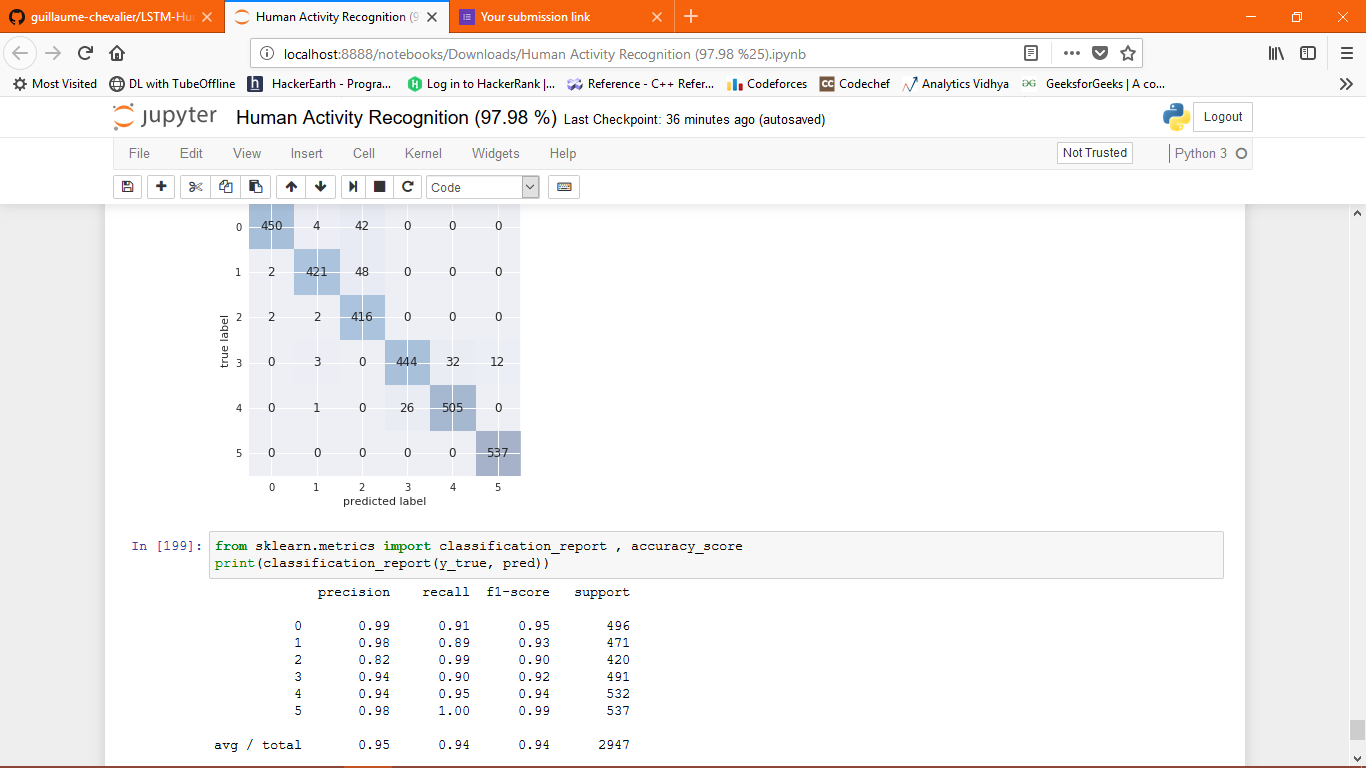 guillaume-chevalier/LSTM-Hu
Human Activity Recognition (9
Your submission link
localhost:8888/notebooks/Downloads/Human Activity Recognition (97.98 %25).ipynb
Most Visited DL with TubeOffline HackerEarth - Progra... Log in to HackerRank |... Reference - C++ Refer... Codeforces Codechef Analytics Vidhya GeeksforGeeks | A co...
jupyter Human Activity Recognition (97.98 %) Last Checkpoint: 36 minutes ago (autosaved) Logout
File Edit View Insert Cell Kernel Widgets Help Not Trusted Python 3
Code
0 450 4 42 0 0 0
1 2 421 48 0 0 0
2 2 2 416 0 0 0
true label
3 0 3 0 444 32 12
4 0 1 0 26 505 0
5 0 0 0 0 0 537
0 1 2 3 4 5
predicted label
In [199]: from sklearn.metrics import classification_report , accuracy_score
print(classification_report(y_true, pred))
precision recall f1-score support
0 0.99 0.91 0.95 496
1 0.98 0.89 0.93 471
2 0.82 0.99 0.90 420
3 0.94 0.90 0.92 491
4 0.94 0.95 0.94 532
5 0.98 1.00 0.99 537
avg / total 0.95 0.94 0.94 2947